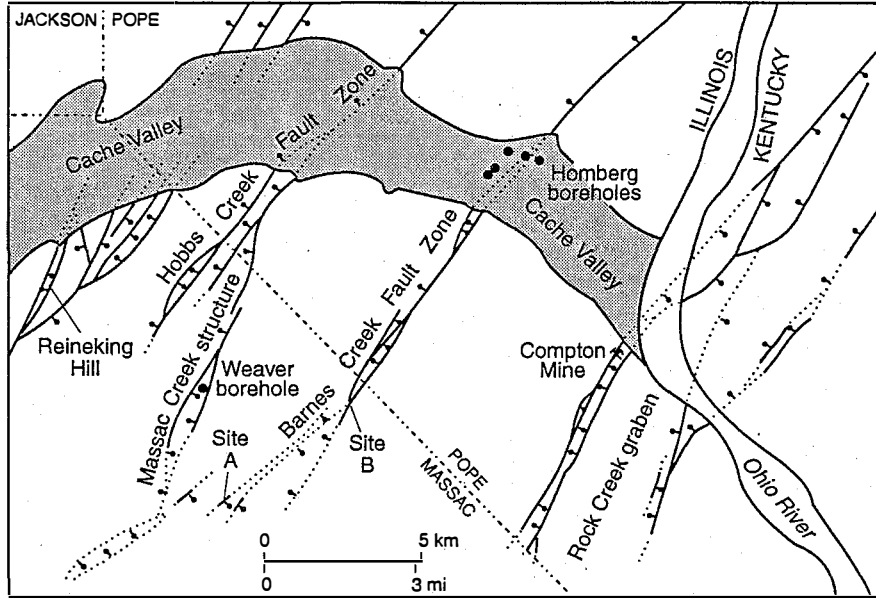 JACKSON
POPE
ILLINOIS
KENTUCKY
Cache Valley
Fault Zone
Hobbs Creek
Homberg
boreholes
Cache Valley
Reineking
Hill
Massac Creek structure
Weaver
borehole
Barnes Creek Fault Zone
Compton
Mine
Site
A
Site
B
POPE
MASSAC
Rock Creek graben
Ohio River
0 5 km
0 3 mi